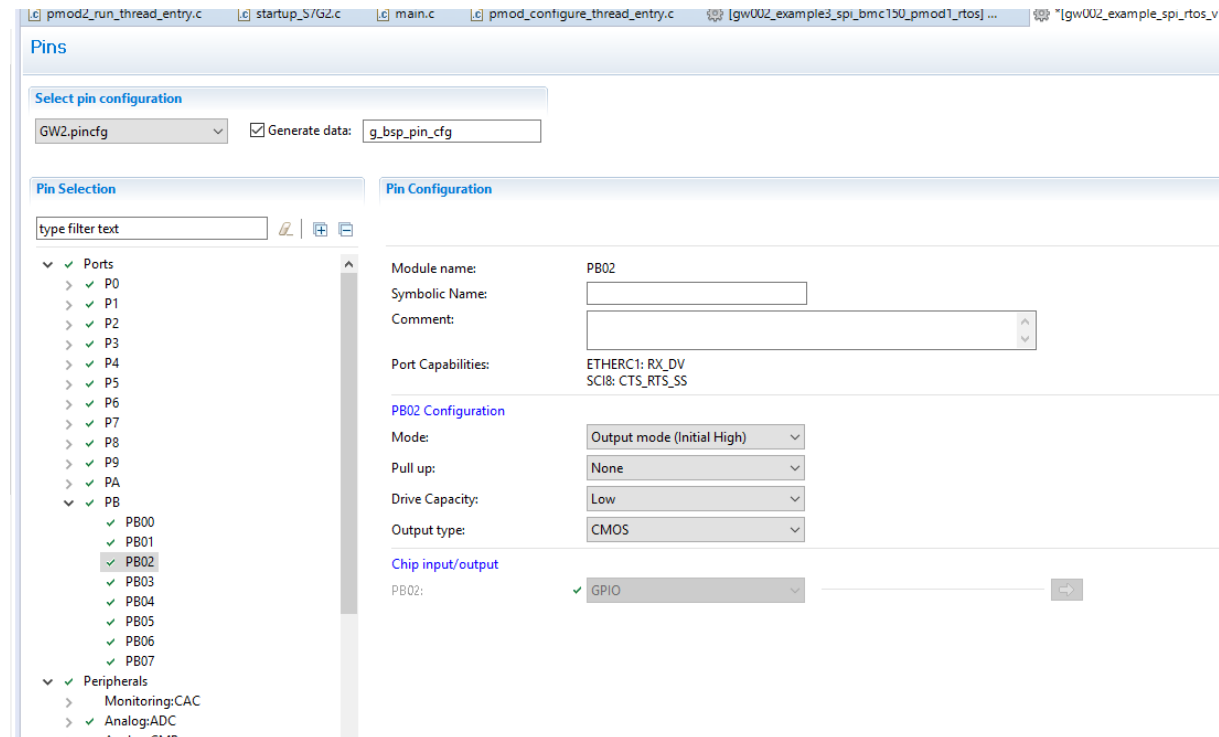 pmod2_run_thread_entry.c startup_S7G2.c main.c pmod_configure_thread_entry.c [gw002_example3_spi_bmc150_pmod1_rtos] ... *[gw002_example_spi_rtos_v
Pins
Select pin configuration
GW2.pincfg Generate data: g_bsp_pin_cfg
Pin Selection
Pin Configuration
type filter text
Ports
P0
P1
P2
P3
P4
P5
P6
P7
P8
P9
PA
PB
PB00
PB01
PB02
PB03
PB04
PB05
PB06
PB07
Peripherals
Monitoring:CAC
Analog:ADC
Module name: PB02
Symbolic Name:
Comment:
Port Capabilities: ETHERC1: RX_DV
SCI8: CTS_RTS_SS
PB02 Configuration
Mode: Output mode (Initial High)
Pull up: None
Drive Capacity: Low
Output type: CMOS
Chip input/output
PB02: GPIO